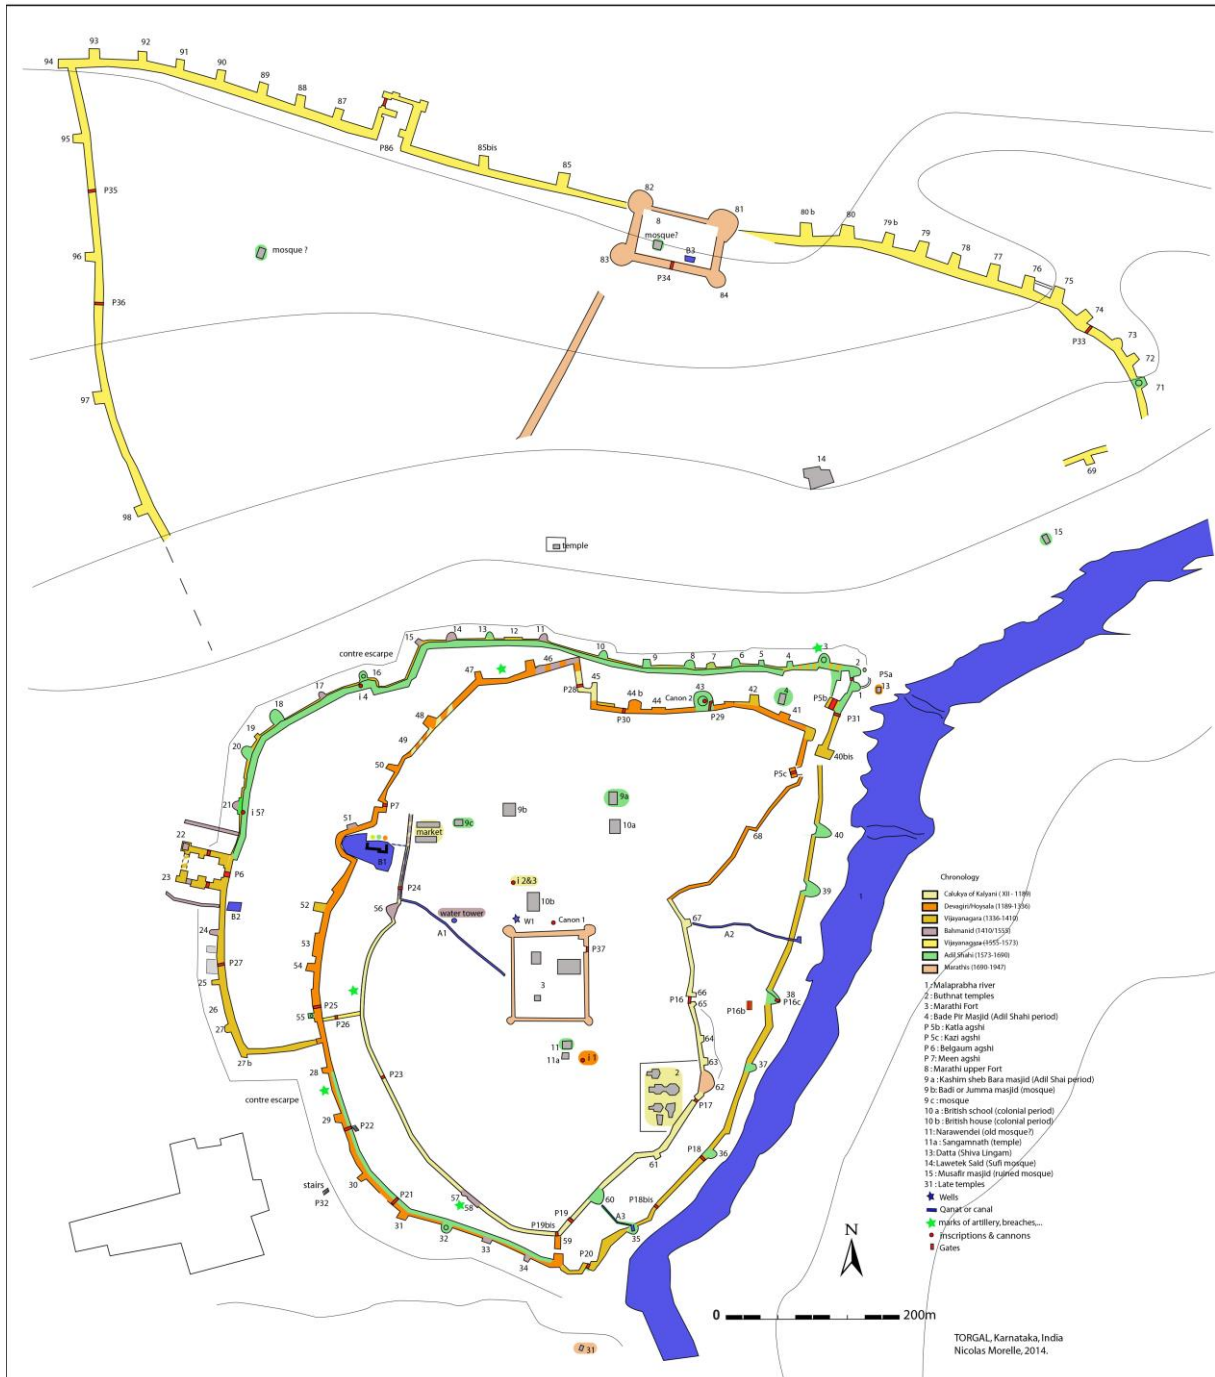 93
92
91
94
90
89
88
87
P86
85bis
85
95
P35
82
81
8
mosque?
B3
83
P34
84
80 b
80
79 b
79
78
77
76
75
74
P33
73
72
71
mosque ?
96
P36
97
98
14
69
temple
15
contre escarpe
15
14
13
12
11
10
9
8
7
6
5
4
3
2
P5a
13
1
16
i 4
17
18
19
20
21
i 5?
22
23
P6
B2
24
P27
25
26
27
27 b
47
46
P28
45
44 b
44
P30
Canon 2
43
P29
42
4
41
P5b
P31
40bis
P5c
48
49
50
P7
51
B1
market
9c
9b
9a
10a
68
40
39
1
P24
52
56
i 2&3
10b
water tower
A1
W1
Canon 1
67
A2
53
54
P37
3
P25
55
P26
66
P16
65
P16b
38
P16c
64
11
11a
i 1
63
2
62
37
28
P23
contre escarpe
29
P22
P17
P18
36
61
stairs
P32
30
P21
31
57
58
60
P18bis
A3
35
P19
P19bis
59
32
33
34
P20
31
Chronology
Calukya of Kalyani ( XII - 1189)
Devagiri/Hoysala (1189-1336)
Vijayanagara (1336-1410)
Bahmanid (1410/1553)
Vijayanagara (1555-1573)
Adil Shahi (1573-1690)
Marathis (1690-1947)
1 : Malaprabha river
2 : Buthnat temples
3 : Marathi Fort
4 : Bade Pir Masjid (Adil Shahi period)
P 5b : Katla agshi
P 5c : Kazi agshi
P 6 : Belgaum agshi
P 7 : Meen agshi
8 : Marathi upper Fort
9 a : Kashim sheb Bara masjid (Adil Shai period)
9 b : Badi or Jumma masjid (mosque)
9 c : mosque
10 a : British school (colonial period)
10 b : British house (colonial period)
11: Narawendei (old mosque?)
11a : Sangamnath (temple)
13: Datta (Shiva Lingam)
14: Lawetek Said (Sufi mosque)
15 : Musafir masjid (ruined mosque)
31 : Late temples
Wells
Qanat or canal
marks of artillery, breaches,...
inscriptions & cannons
Gates
N
0
200m
TORGAL, Karnataka, India
Nicolas Morelle, 2014.